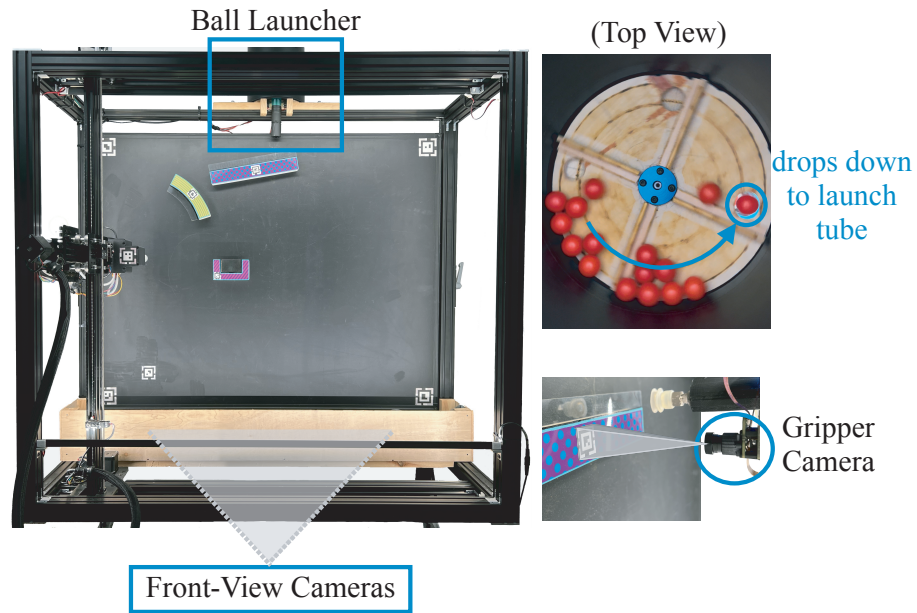 Ball Launcher
(Top View)
drops down
to launch
tube
Gripper
Camera
Front-View Cameras